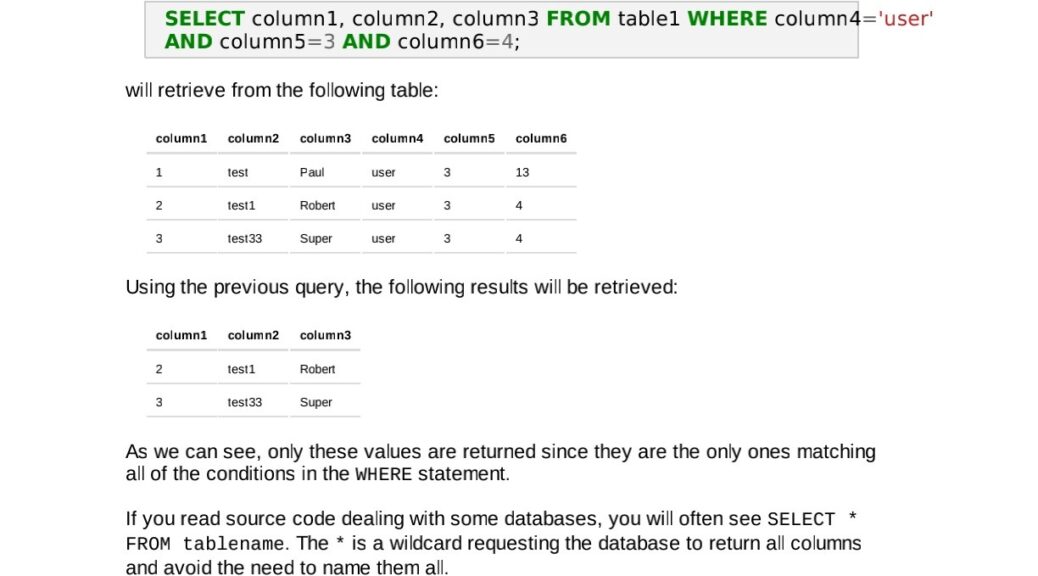 SELECT column1, column2, column3 FROM table1 WHERE column4='user'
AND column5=3 AND column6=4;
will retrieve from the following table:
column1 column2 column3 column4 column5 column6
1 test Paul user 3 13
2 test1 Robert user 3 4
3 test33 Super user 3 4
Using the previous query, the following results will be retrieved:
column1 column2 column3
2 test1 Robert
3 test33 Super
As we can see, only these values are returned since they are the only ones matching
all of the conditions in the WHERE statement.
If you read source code dealing with some databases, you will often see SELECT *
FROM tablename. The * is a wildcard requesting the database to return all columns
and avoid the need to name them all.